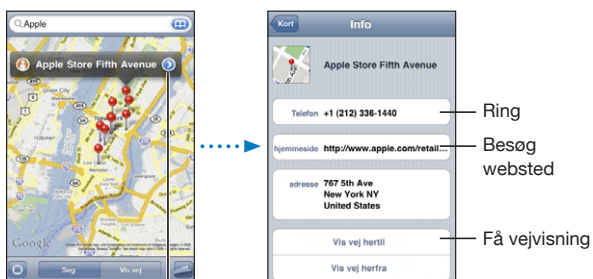 Apple
Apple Store Fifth Avenue
Hoboken
Google
Søg
Vis vej
Kort
Info
Apple Store Fifth Avenue
Telefon +1 (212) 336-1440
hjemmeside http://www.apple.com/retail...
adresse 767 5th Ave
New York NY
United States
Vis vej hertil
Vis vej herfra
Ring
Besøg
websted
Få vejvisning